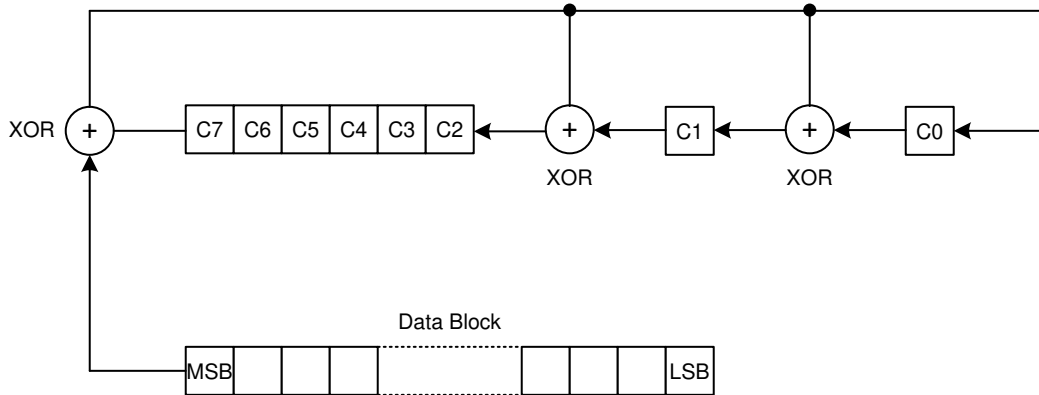 XOR + C7 C6 C5 C4 C3 C2 + C1 + C0
XOR XOR
Data Block
MSB LSB